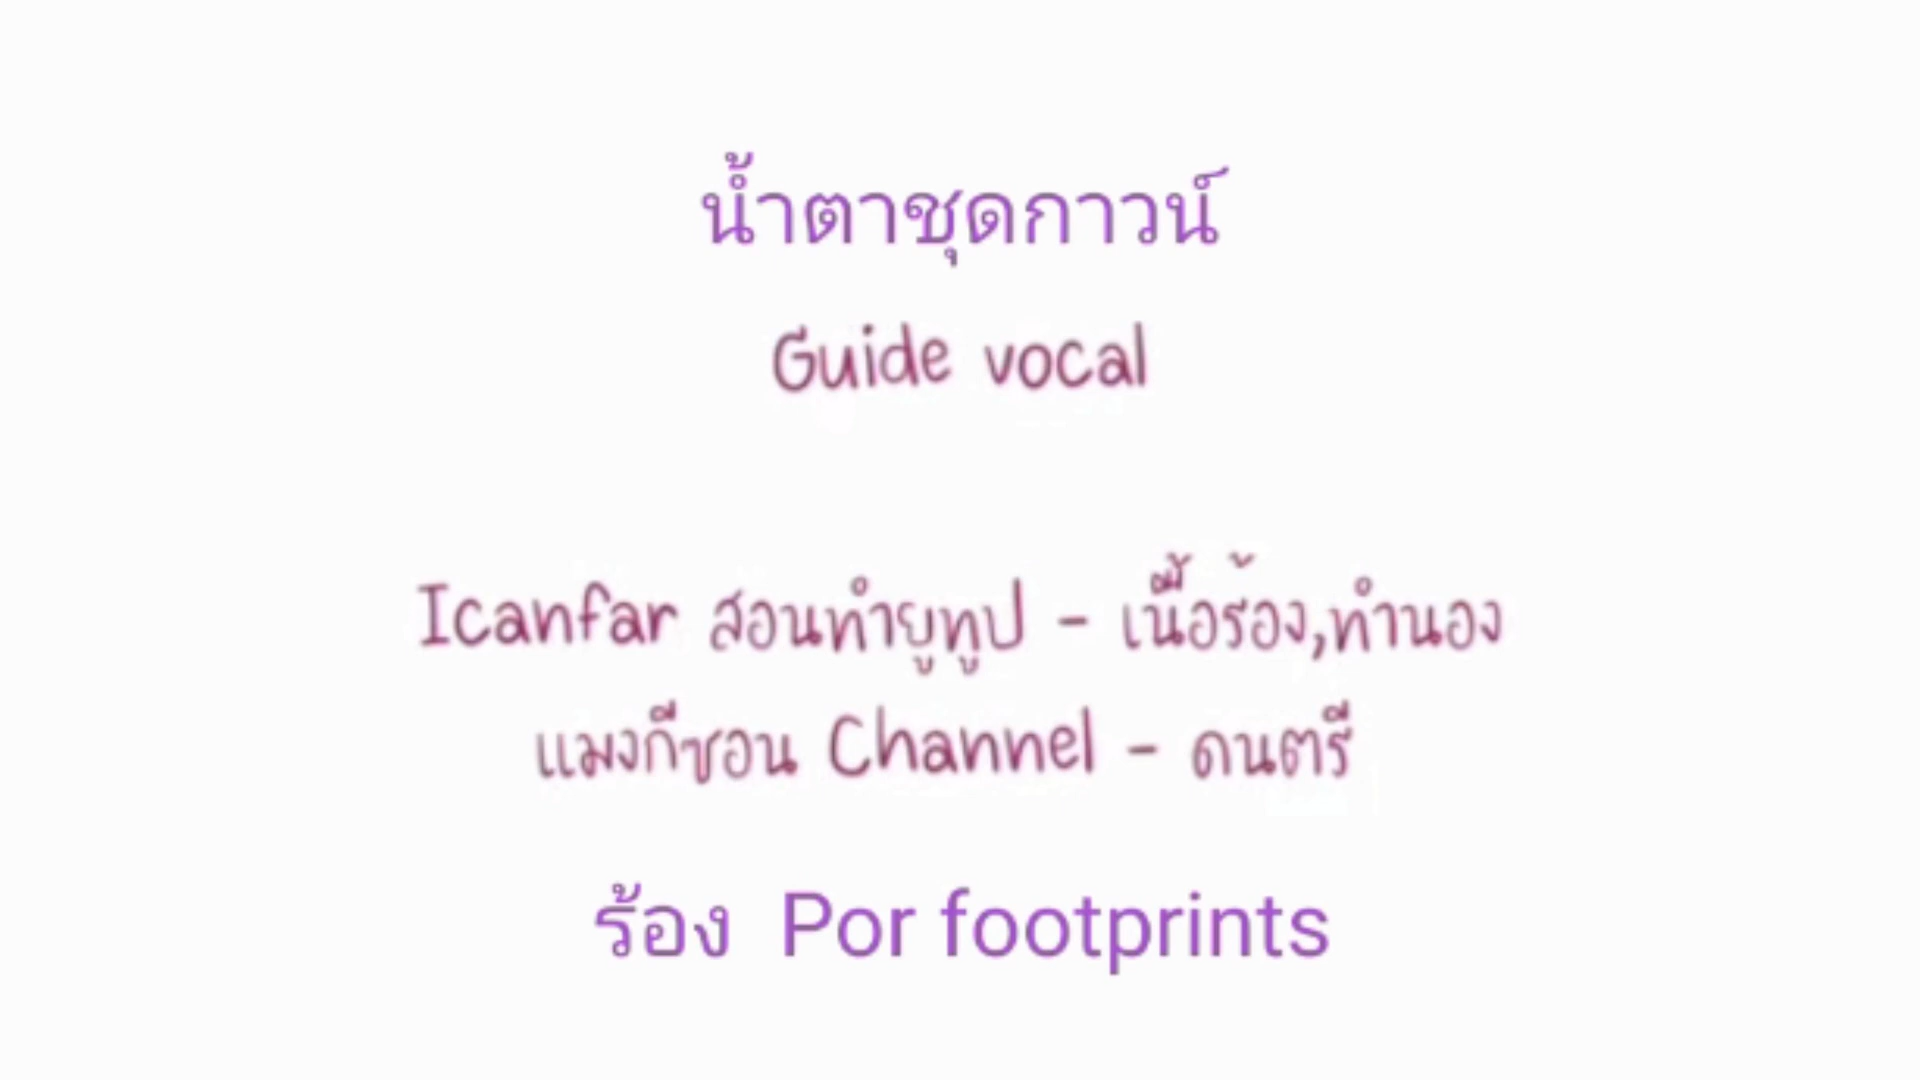 น้ำตาชุดกาวน์
Guide vocal
Icanfar สอนทำยูทูป - เนื้อร้อง,ทำนอง
แมงกีซอน Channel - ดนตรี
ร้อง Por footprints